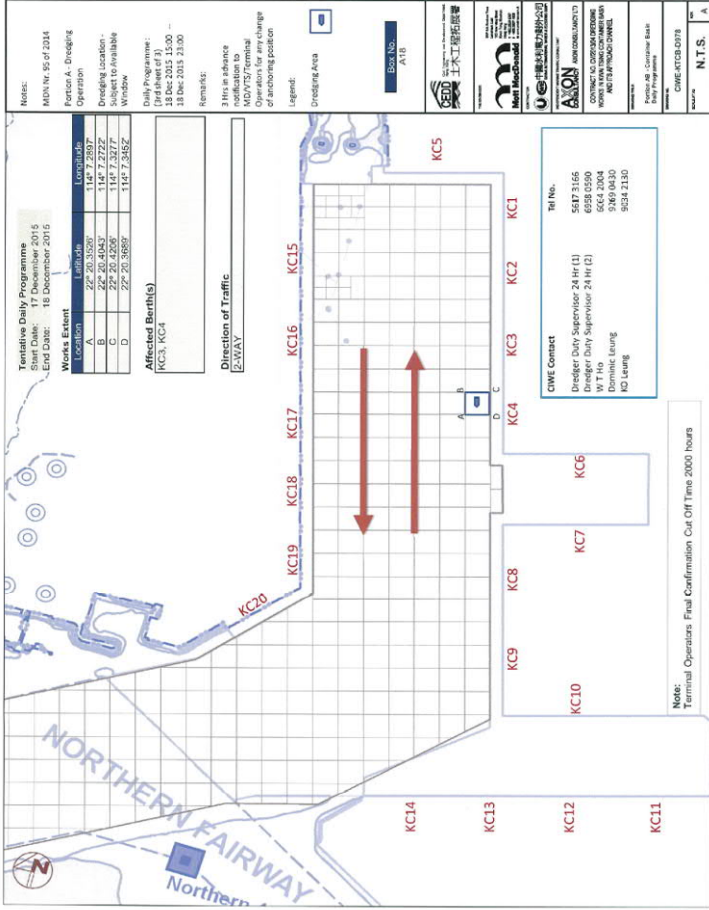 Tentative Daily Programme
Start Date: 17 December 2015
End Date: 18 December 2015
Works Extent
Location Latitude Longitude
A 22° 20.3526' 114° 7.2897'
B 22° 20.4043' 114° 7.2722'
C 22° 20.4206' 114° 7.3277'
D 22° 20.3689' 114° 7.3452'
Affected Berth(s)
KC3, KC4
Direction of Traffic
2-WAY
Notes:
MDN Nr. 95 of 2014
Portion A - Dredging
Operation
Dredging Location -
Subject to Available
Window
Daily Programme:
(3rd sheet of 3)
18 Dec 2015 15:00 -
18 Dec 2015 23:00
Remarks:
3 Hrs in advance
notification to
MD/VTS/Terminal
Operators for any change
of anchoring position
Legend:
Dredging Area
Box No.
A18
CEDD
土木工程拓展署
Mott MacDonald
AXON
CONSULTANCY
Portion AB - Container Basin
Daily Programme
CIWE-KTCB-D978
N.T.S.
A
N
NORTHERN FAIRWAY
Northern
KC20
KC19
KC18
KC17
KC16
KC15
KC5
KC14
KC13
KC12
KC11
KC10
KC9
KC8
KC7
KC6
KC4
KC3
KC2
KC1
A
B
C
D
CIWE Contact Tel No.
Dredger Duty Supervisor 24 Hr (1) 5617 3166
Dredger Duty Supervisor 24 Hr (2) 6958 0590
W T Ho 6064 2004
Dominic Leung 9269 0430
KD Leung 9034 2130
Note:
Terminal Operators Final Confirmation Cut Off Time 2000 hours